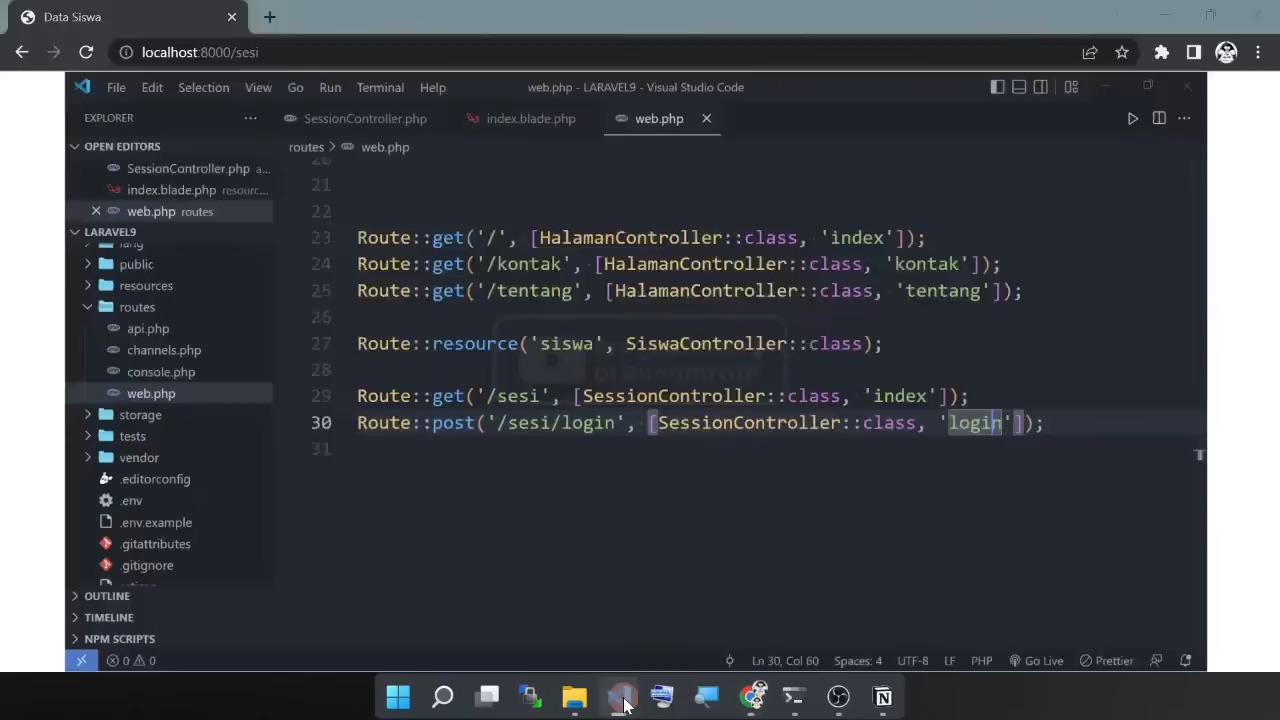 Data Siswa
localhost:8000/sesi
File Edit Selection View Go Run Terminal Help
web.php - LARAVEL9 - Visual Studio Code
EXPLORER
SessionController.php
index.blade.php
web.php
OPEN EDITORS
SessionController.php a...
index.blade.php resourc...
web.php routes
LARAVEL9
lang
public
resources
routes
api.php
channels.php
console.php
web.php
storage
tests
vendor
.editorconfig
.env
.env.example
.gitattributes
.gitignore
OUTLINE
TIMELINE
NPM SCRIPTS
routes > web.php
20
21
22
23 Route::get('/', [HalamanController::class, 'index']);
24 Route::get('/kontak', [HalamanController::class, 'kontak']);
25 Route::get('/tentang', [HalamanController::class, 'tentang']);
26
27 Route::resource('siswa', SiswaController::class);
28
29 Route::get('/sesi', [SessionController::class, 'index']);
30 Route::post('/sesi/login', [SessionController::class, 'login']);
31
0 0
Ln 30, Col 60 Spaces: 4 UTF-8 LF PHP Go Live Prettier